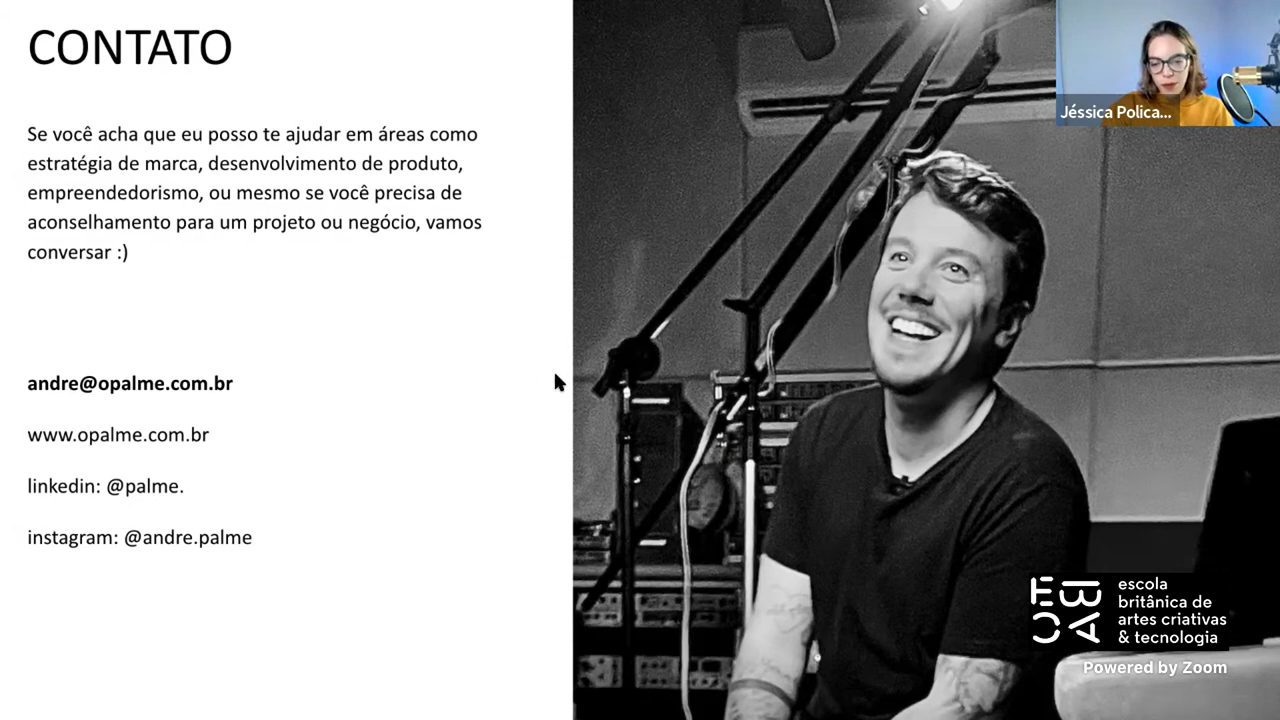 CONTATO
Se você acha que eu posso te ajudar em áreas como
estratégia de marca, desenvolvimento de produto,
empreendedorismo, ou mesmo se você precisa de
aconselhamento para um projeto ou negócio, vamos
conversar :)
andre@opalme.com.br
www.opalme.com.br
linkedin: @palme.
instagram: @andre.palme
Jéssica Polica...
EBAC
escola
britânica de
artes criativas
& tecnologia
Powered by Zoom